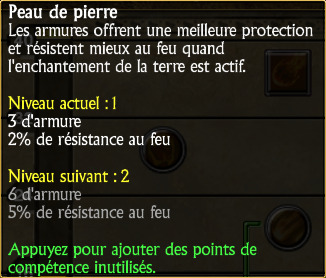 Peau de pierre
Les armures offrent une meilleure protection
et résistent mieux au feu quand
l'enchantement de la terre est actif.
Niveau actuel : 1
3 d'armure
2% de résistance au feu
Niveau suivant : 2
6 d'armure
5% de résistance au feu
Appuyez pour ajouter des points de
compétence inutilisés.